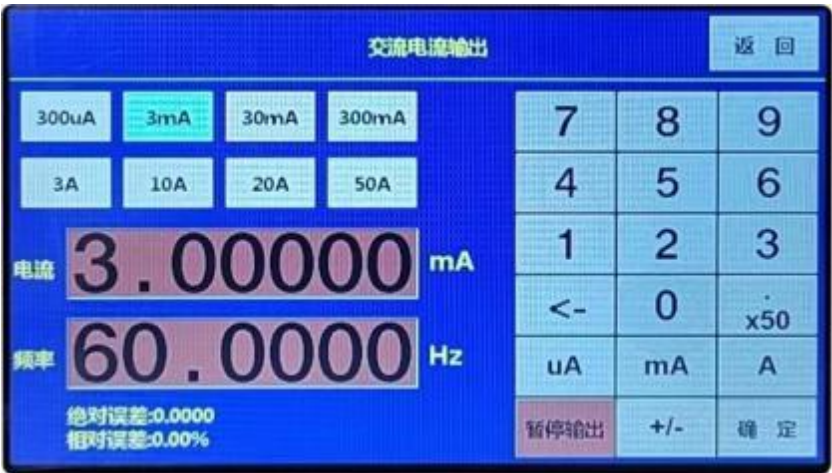 交流电流输出
返 回
300uA 3mA 30mA 300mA
3A 10A 20A 50A
电流 3.00000 mA
频率 60.0000 Hz
绝对误差:0.0000
相对误差:0.00%
7 8 9
4 5 6
1 2 3
<- 0 .
x50
uA mA A
暂停输出 +/- 确 定